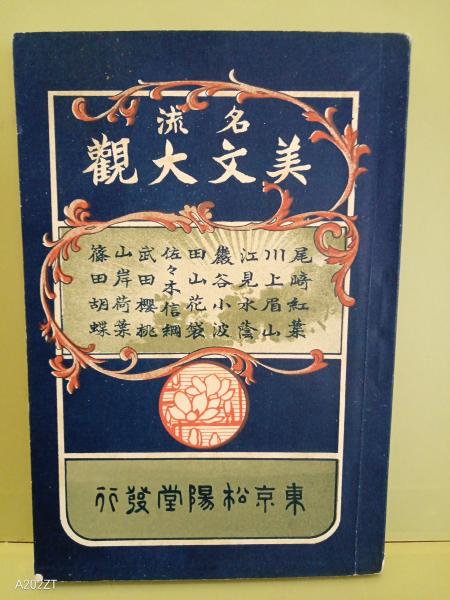 名流
美文大觀
尾崎紅葉
川上眉山
江見水蔭
巖谷小波
田山花袋
佐々木信綱
武田櫻桃
山岸荷葉
篠田胡蝶
東京松陽堂發行
A202ZT